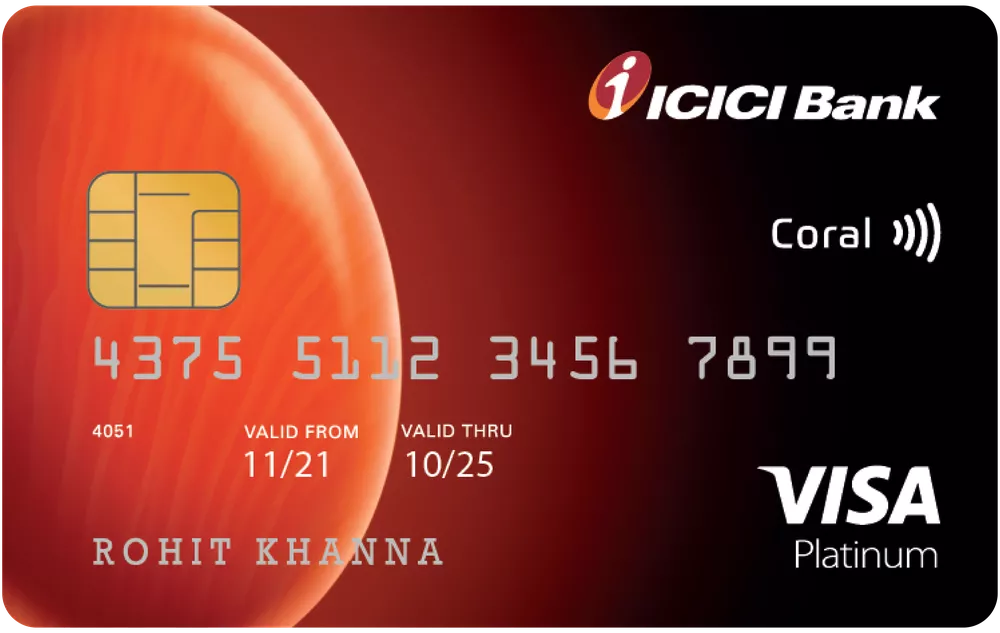 ICICI Bank
Coral
4375 5112 3456 7899
4051 VALID FROM VALID THRU
11/21 10/25
VISA
ROHIT KHANNA
Platinum